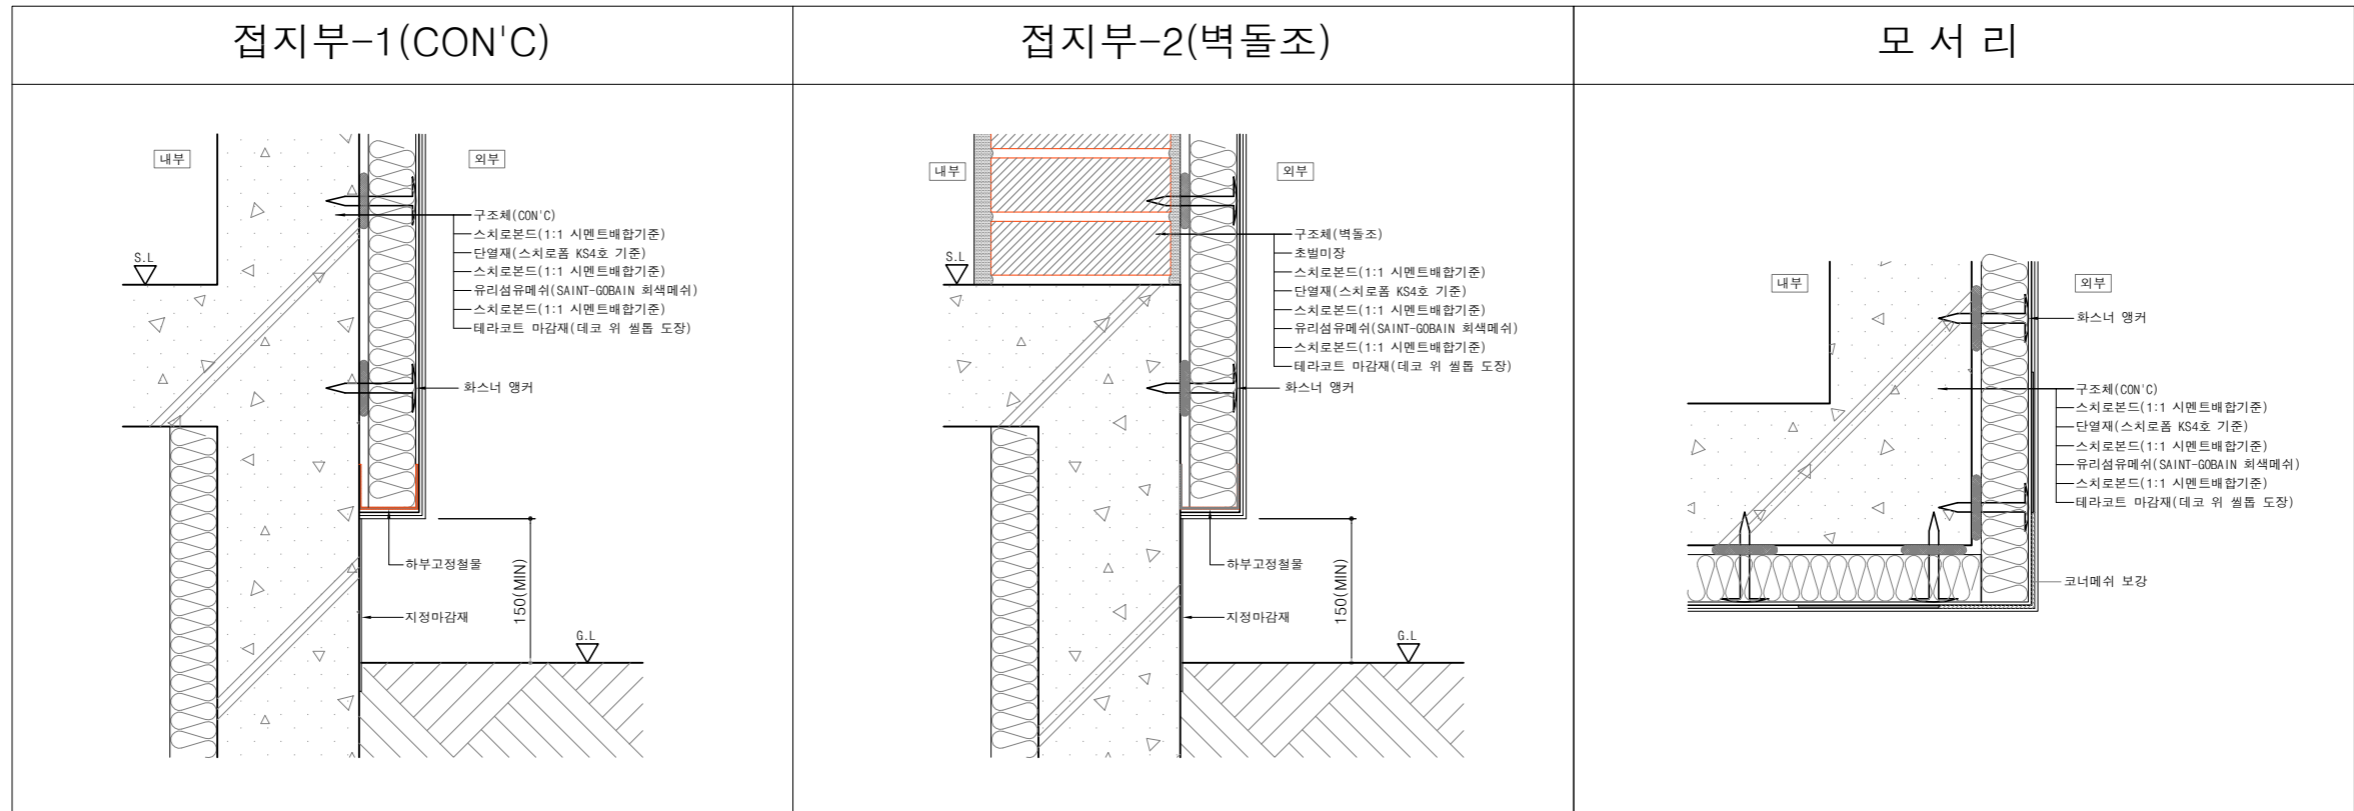 접지부-1(CON'C)
내부
외부
구조체(CON'C)
스치로본드(1:1 시멘트배합기준)
단열재(스치로폼 KS4호 기준)
스치로본드(1:1 시멘트배합기준)
유리섬유메쉬(SAINT-GOBAIN 회색메쉬)
스치로본드(1:1 시멘트배합기준)
테라코트 마감재(데코 위 씰톱 도장)
S.L
화스너 앵커
하부고정철물
150(MIN)
지정마감재
G.L
접지부-2(벽돌조)
내부
외부
구조체(벽돌조)
초벌미장
스치로본드(1:1 시멘트배합기준)
단열재(스치로폼 KS4호 기준)
스치로본드(1:1 시멘트배합기준)
유리섬유메쉬(SAINT-GOBAIN 회색메쉬)
스치로본드(1:1 시멘트배합기준)
테라코트 마감재(데코 위 씰톱 도장)
S.L
화스너 앵커
하부고정철물
150(MIN)
지정마감재
G.L
모 서 리
내부
외부
화스너 앵커
구조체(CON'C)
스치로본드(1:1 시멘트배합기준)
단열재(스치로폼 KS4호 기준)
스치로본드(1:1 시멘트배합기준)
유리섬유메쉬(SAINT-GOBAIN 회색메쉬)
스치로본드(1:1 시멘트배합기준)
테라코트 마감재(데코 위 씰톱 도장)
코너메쉬 보강